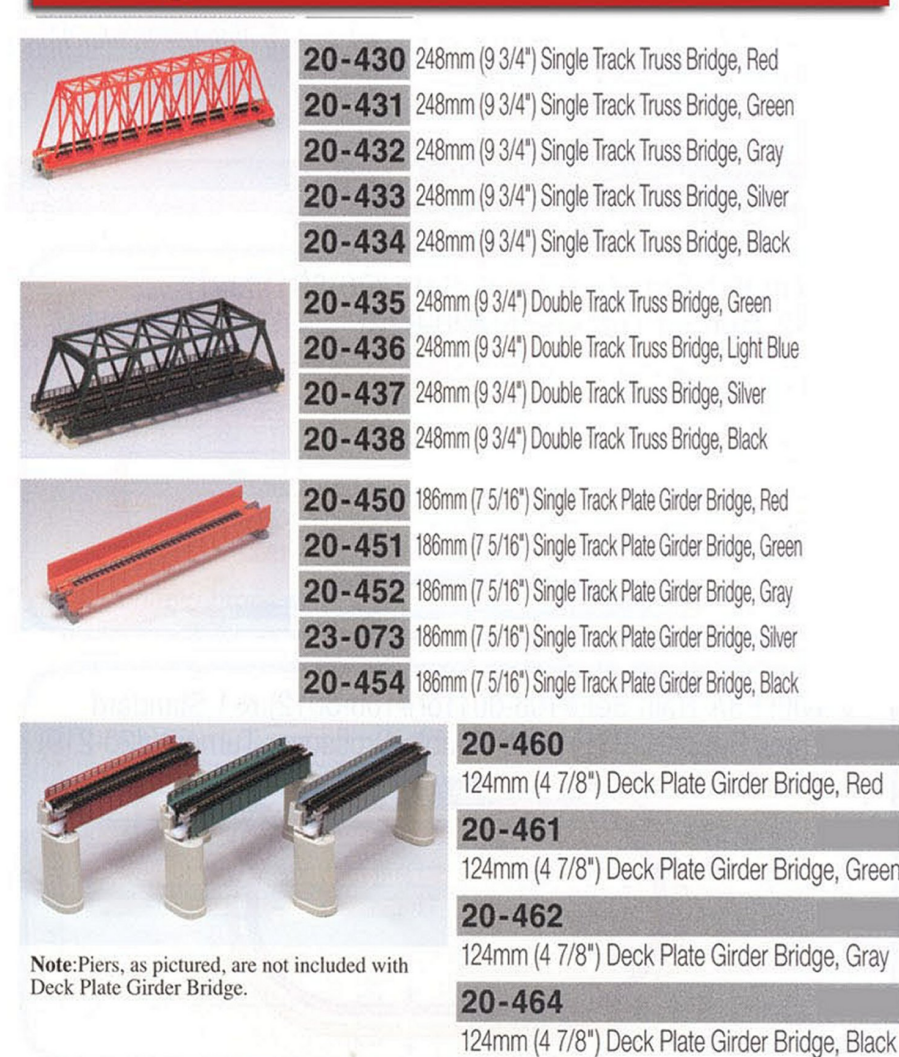 20-430 248mm (9 3/4") Single Track Truss Bridge, Red
20-431 248mm (9 3/4") Single Track Truss Bridge, Green
20-432 248mm (9 3/4") Single Track Truss Bridge, Gray
20-433 248mm (9 3/4") Single Track Truss Bridge, Silver
20-434 248mm (9 3/4") Single Track Truss Bridge, Black
20-435 248mm (9 3/4") Double Track Truss Bridge, Green
20-436 248mm (9 3/4") Double Track Truss Bridge, Light Blue
20-437 248mm (9 3/4") Double Track Truss Bridge, Silver
20-438 248mm (9 3/4") Double Track Truss Bridge, Black
20-450 186mm (7 5/16") Single Track Plate Girder Bridge, Red
20-451 186mm (7 5/16") Single Track Plate Girder Bridge, Green
20-452 186mm (7 5/16") Single Track Plate Girder Bridge, Gray
23-073 186mm (7 5/16") Single Track Plate Girder Bridge, Silver
20-454 186mm (7 5/16") Single Track Plate Girder Bridge, Black
20-460
124mm (4 7/8") Deck Plate Girder Bridge, Red
20-461
124mm (4 7/8") Deck Plate Girder Bridge, Green
20-462
124mm (4 7/8") Deck Plate Girder Bridge, Gray
20-464
124mm (4 7/8") Deck Plate Girder Bridge, Black
Note:Piers, as pictured, are not included with
Deck Plate Girder Bridge.